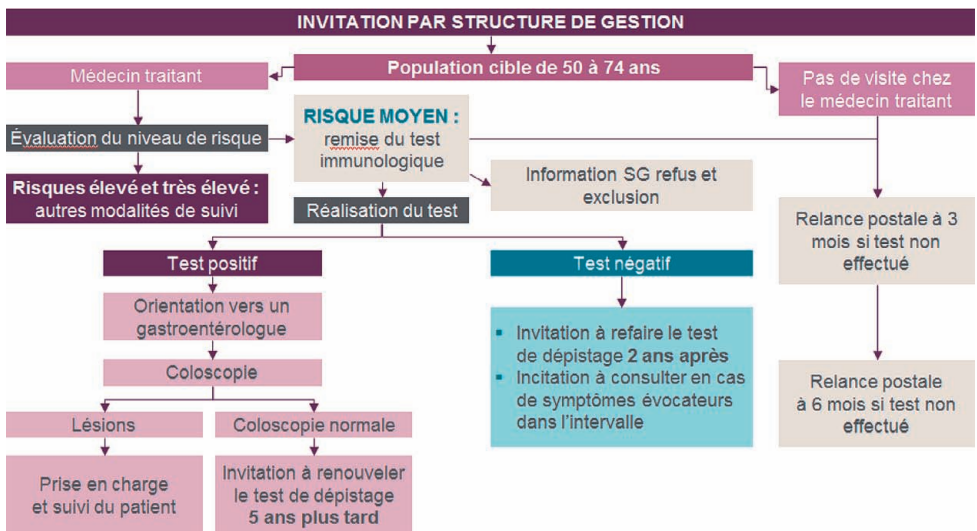 INVITATION PAR STRUCTURE DE GESTION
Médecin traitant
Population cible de 50 à 74 ans
Pas de visite chez
le médecin traitant
Évaluation du niveau de risque
RISQUE MOYEN :
remise du test
immunologique
Information SG refus et
exclusion
Risques élevé et très élevé :
autres modalités de suivi
Réalisation du test
Relance postale à 3
mois si test non
effectué
Test positif
Test négatif
Orientation vers un
gastroentérologue
Invitation à refaire le test
de dépistage 2 ans après
Incitation à consulter en cas
de symptômes évocateurs
dans l'intervalle
Coloscopie
Relance postale
à 6 mois si test non
effectué
Lésions
Coloscopie normale
Prise en charge
et suivi du patient
Invitation à renouveler
le test de dépistage
5 ans plus tard